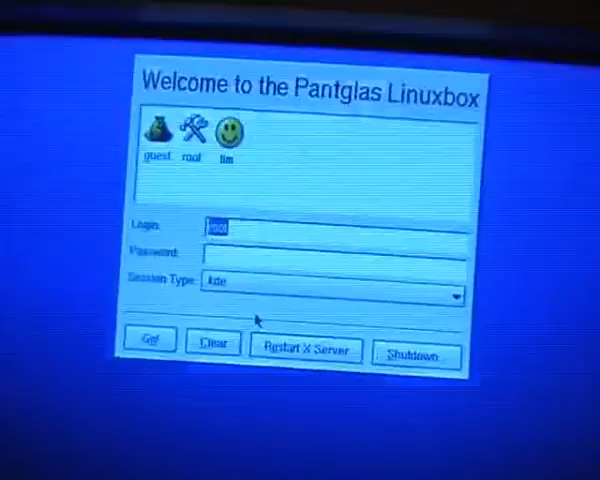 Welcome to the Pantglas Linuxbox
guest root tim
Login: root
Password:
Session Type: kde
Go! Clear Restart X Server Shutdown